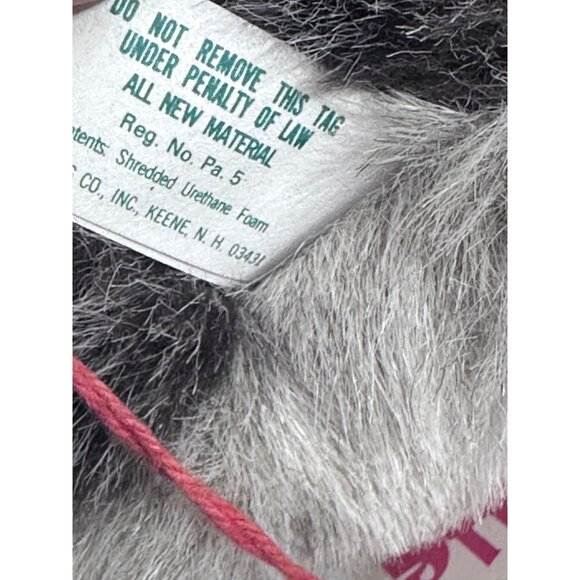 DO NOT REMOVE THIS TAG
UNDER PENALTY OF LAW
ALL NEW MATERIAL
Reg. No. Pa. 5
ntents: Shredded Urethane Foam
S CO., INC., KEENE, N. H. 03431